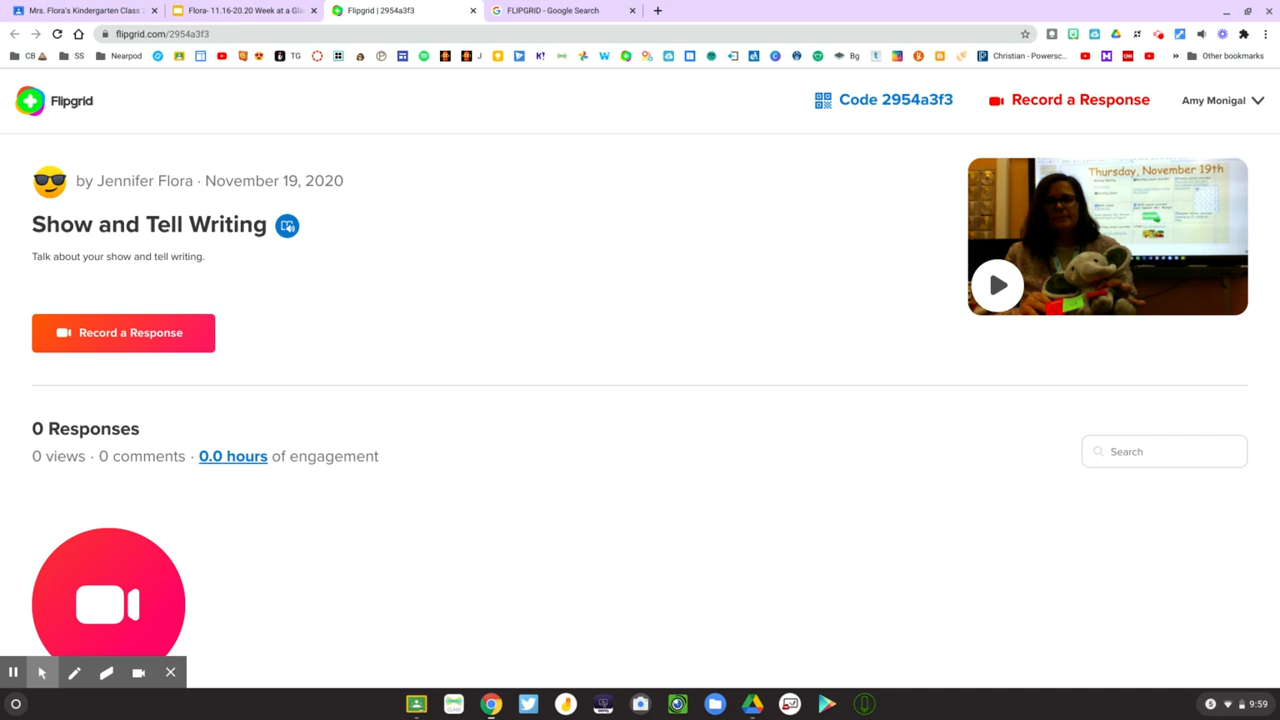 Mrs. Flora's Kindergarten Class
Flora- 11.16-20.20 Week at a Gla
Flipgrid | 2954a3f3
FLIPGRID - Google Search
flipgrid.com/2954a3f3
CB
SS
Nearpod
TG
J
K!
W
Bg
Christian - Powersc...
Other bookmarks
Flipgrid
Code 2954a3f3
Record a Response
Amy Monigal
by Jennifer Flora · November 19, 2020
Thursday, November 19th
Show and Tell Writing
Talk about your show and tell writing.
Record a Response
0 Responses
0 views · 0 comments · 0.0 hours of engagement
Search
9:59